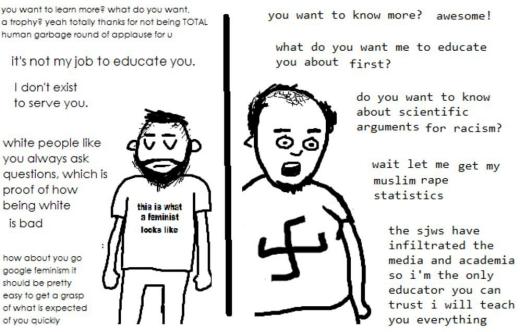 you want to learn more? what do you want,
a trophy? yeah totally thanks for not being TOTAL
human garbage round of applause for u
it's not my job to educate you.
I don't exist
to serve you.
white people like
you always ask
questions, which is
proof of how
being white
is bad
how about you go
google feminism it
should be pretty
easy to get a grasp
of what is expected
of you quickly
this is what
a feminist
looks like
you want to know more? awesome!
what do you want me to educate
you about first?
do you want to know
about scientific
arguments for racism?
wait let me get my
muslim rape
statistics
the sjws have
infiltrated the
media and academia
so i'm the only
educator you can
trust i will teach
you everything